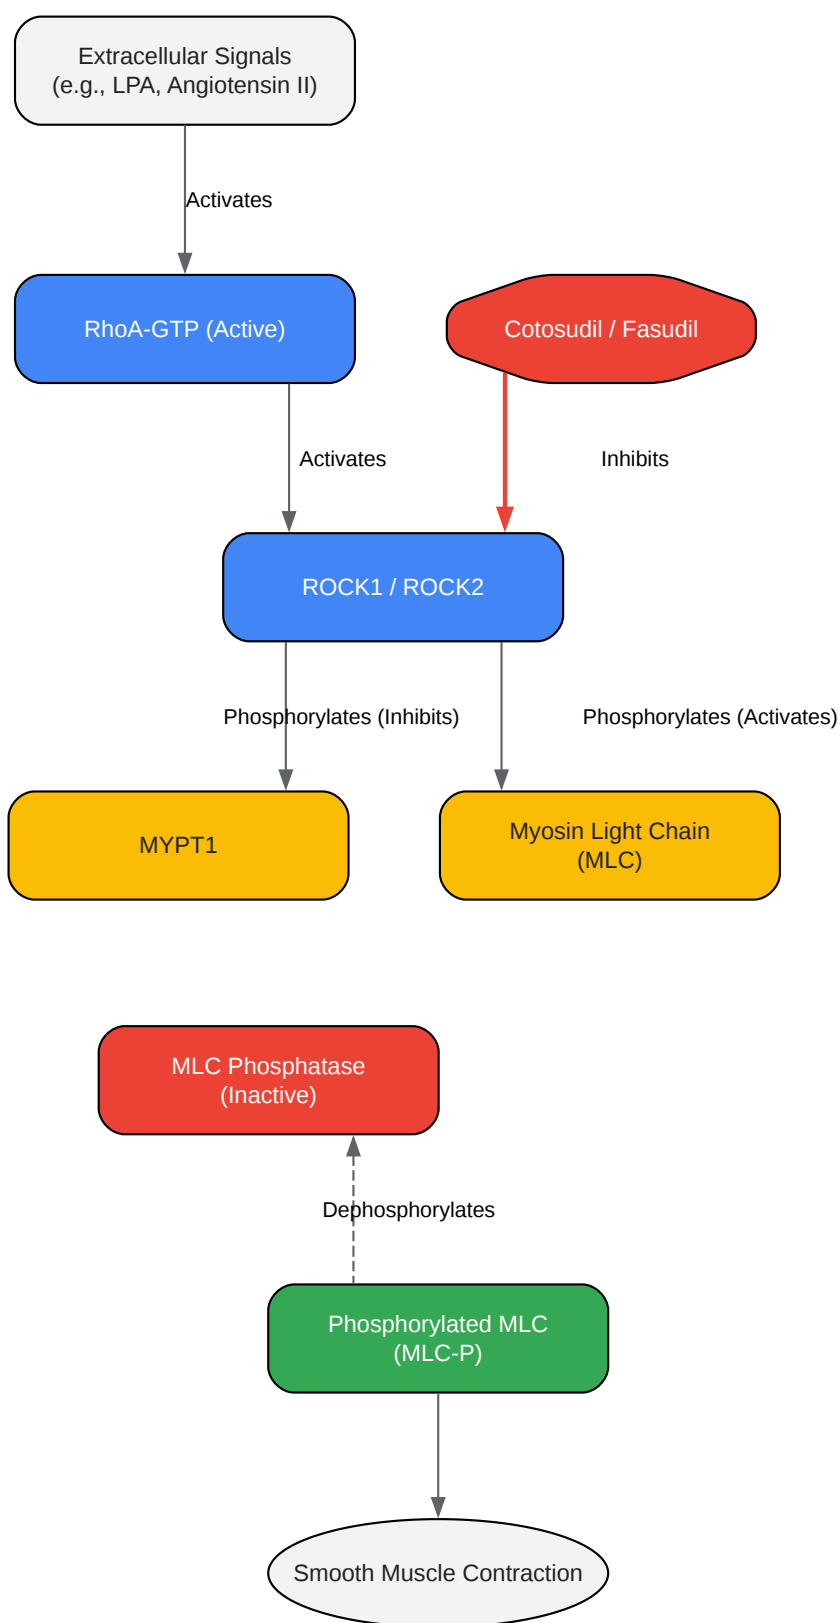 Extracellular Signals
(e.g., LPA, Angiotensin II)
Activates
RhoA-GTP (Active)
Cotosudil / Fasudil
Activates
Inhibits
ROCK1 / ROCK2
Phosphorylates (Inhibits)
Phosphorylates (Activates)
MYPT1
Myosin Light Chain
(MLC)
MLC Phosphatase
(Inactive)
Dephosphorylates
Phosphorylated MLC
(MLC-P)
Smooth Muscle Contraction